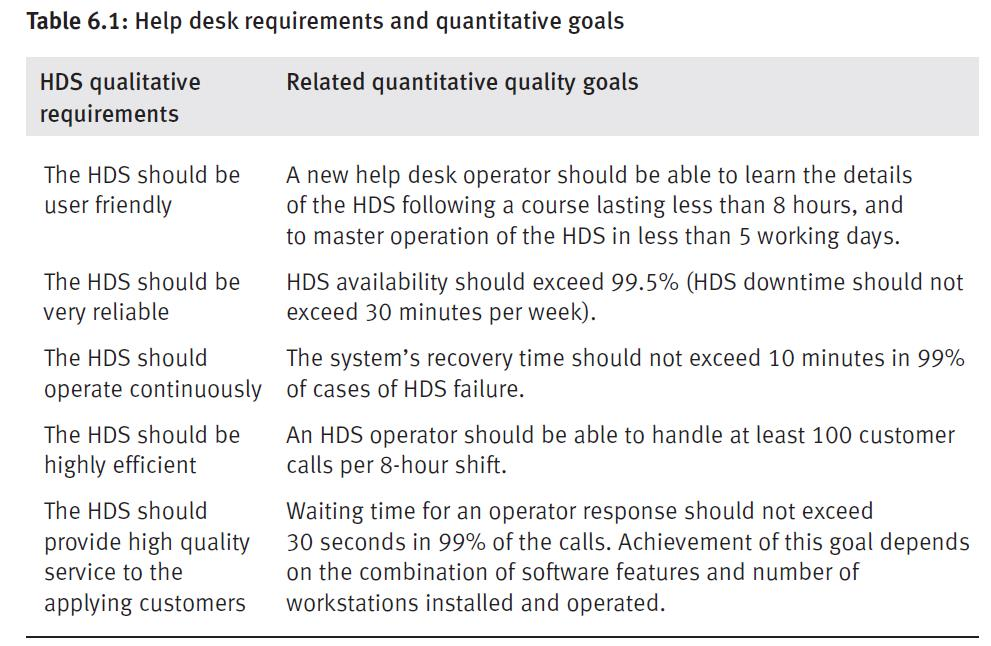 Table 6.1: Help desk requirements and quantitative goals
HDS qualitative
requirements
Related quantitative quality goals
The HDS should be
user friendly
A new help desk operator should be able to learn the details
of the HDS following a course lasting less than 8 hours, and
to master operation of the HDS in less than 5 working days.
The HDS should be
very reliable
HDS availability should exceed 99.5% (HDS downtime should not
exceed 30 minutes per week).
The HDS should
operate continuously
The system’s recovery time should not exceed 10 minutes in 99%
of cases of HDS failure.
The HDS should be
highly efficient
An HDS operator should be able to handle at least 100 customer
calls per 8-hour shift.
The HDS should
provide high quality
service to the
applying customers
Waiting time for an operator response should not exceed
30 seconds in 99% of the calls. Achievement of this goal depends
on the combination of software features and number of
workstations installed and operated.